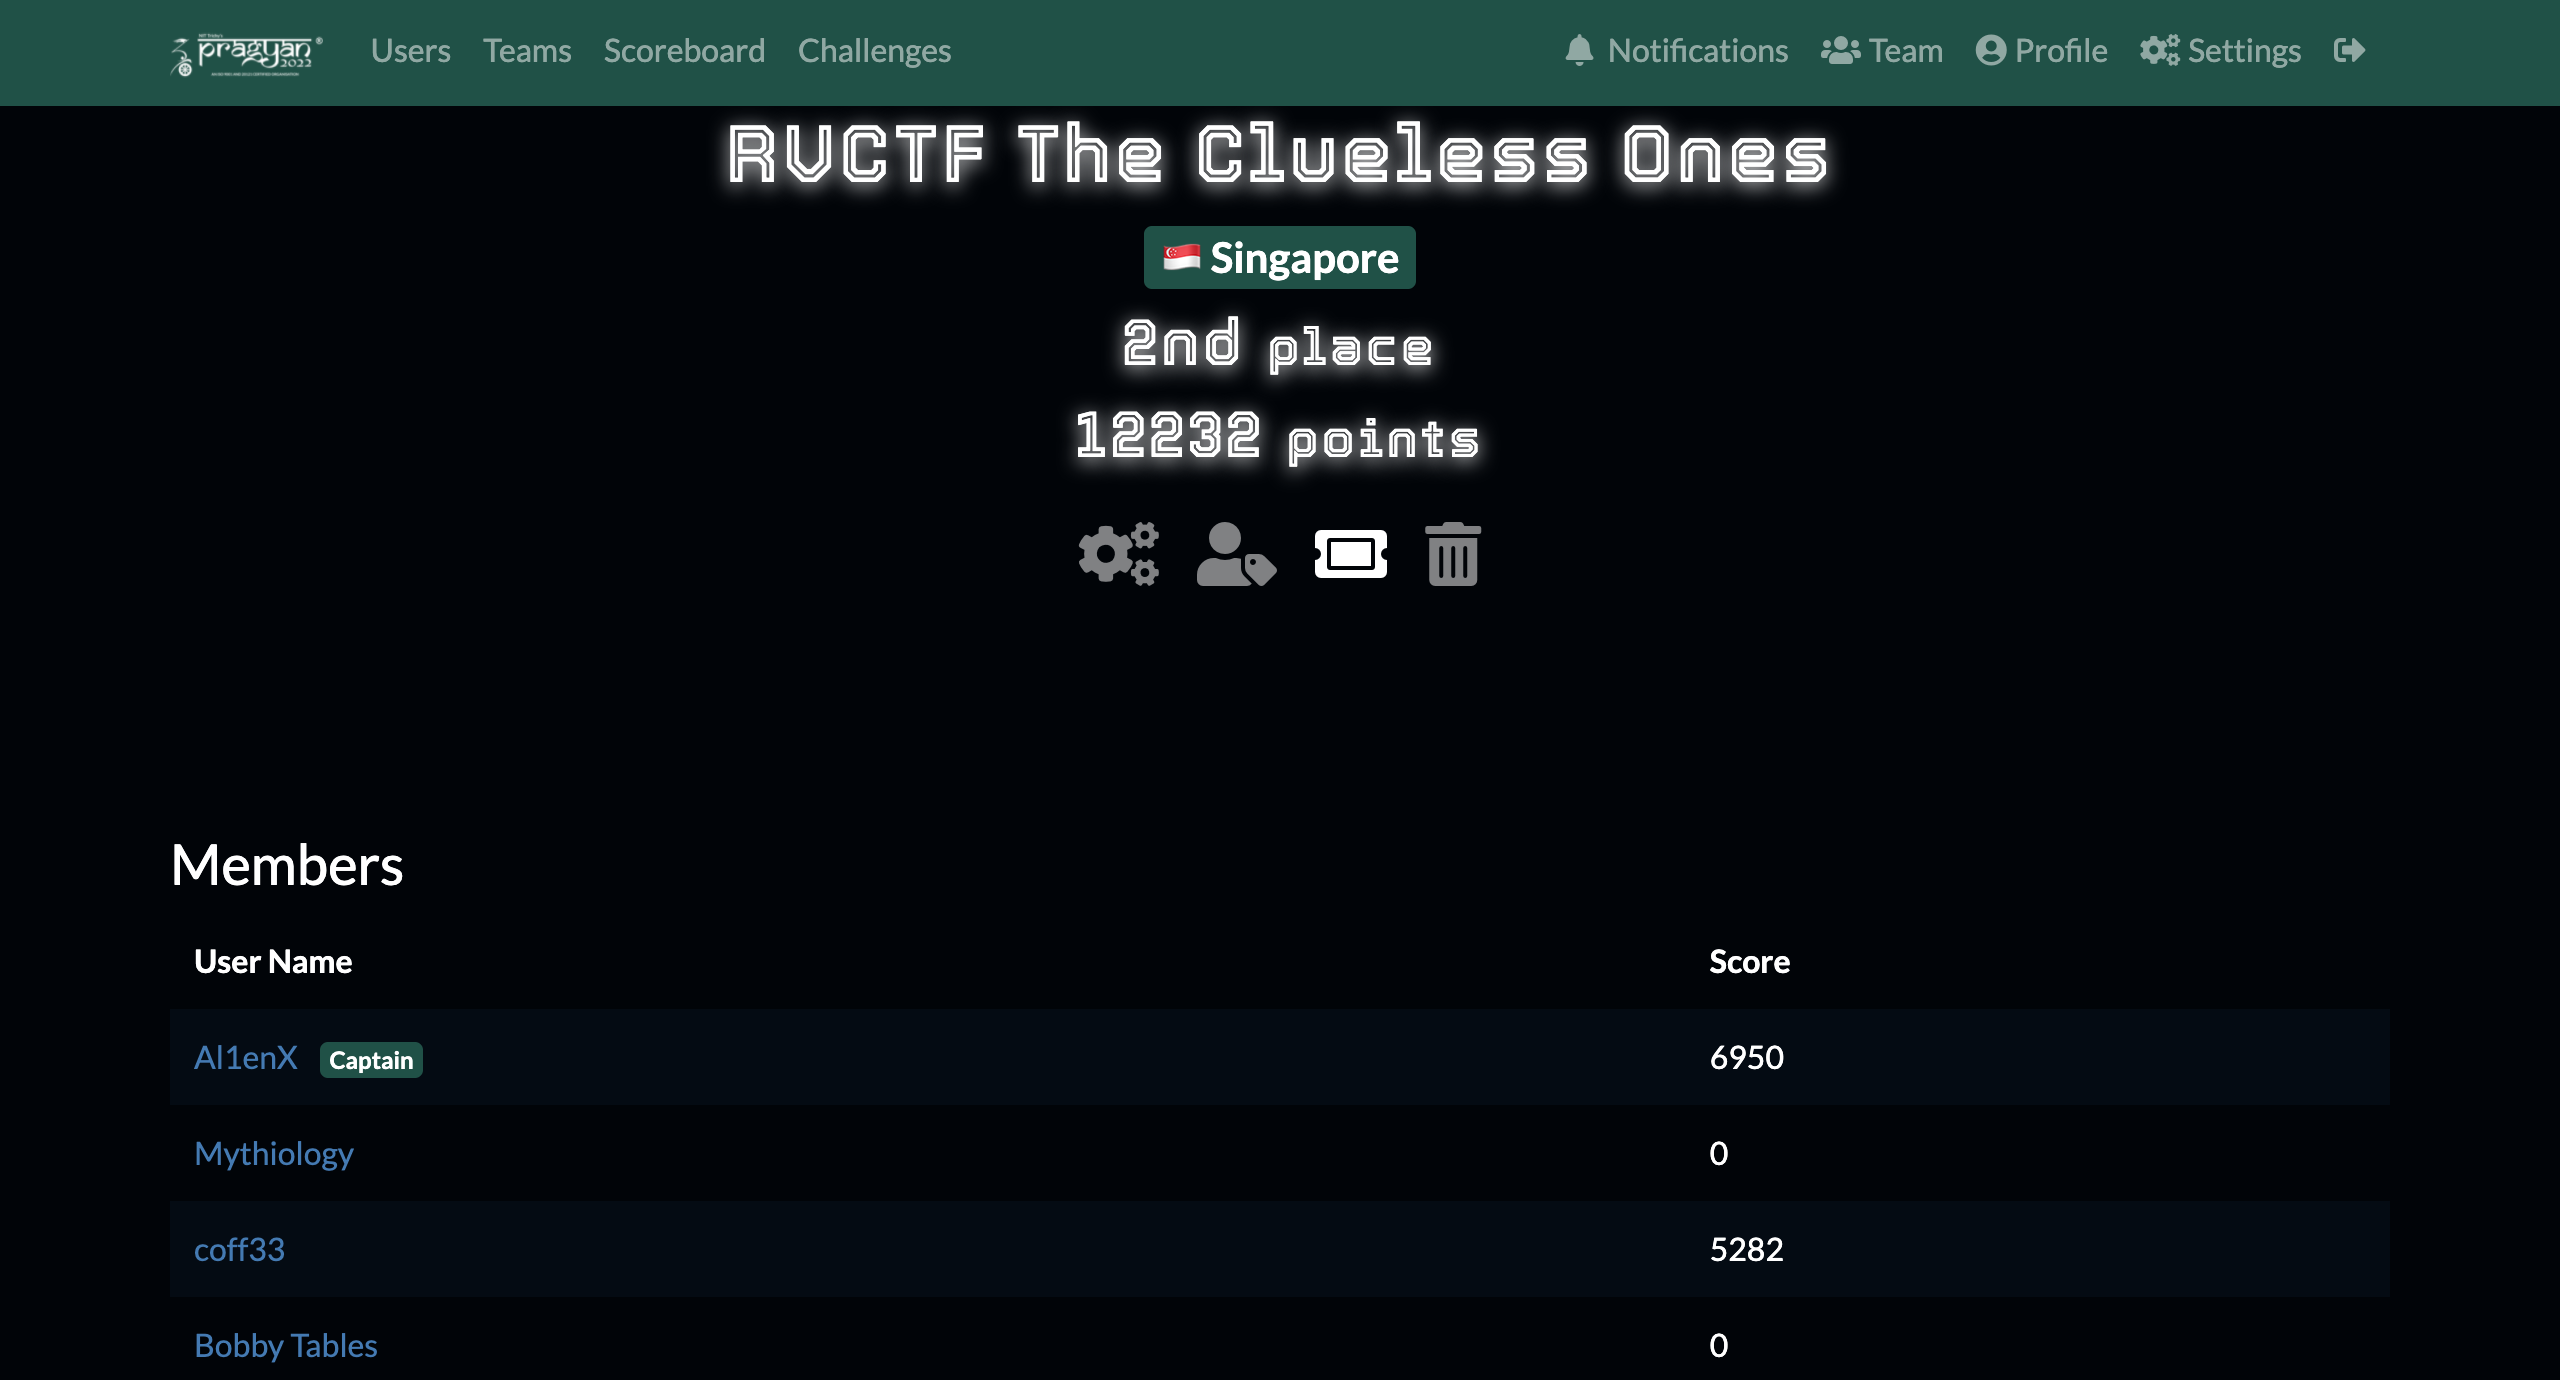 pragyan 2022
Users Teams Scoreboard Challenges Notifications Team Profile Settings
RVCTF The Clueless Ones
Singapore
2nd place
12232 points
Members
User Name Score
Al1enX Captain 6950
Mythiology 0
coff33 5282
Bobby Tables 0